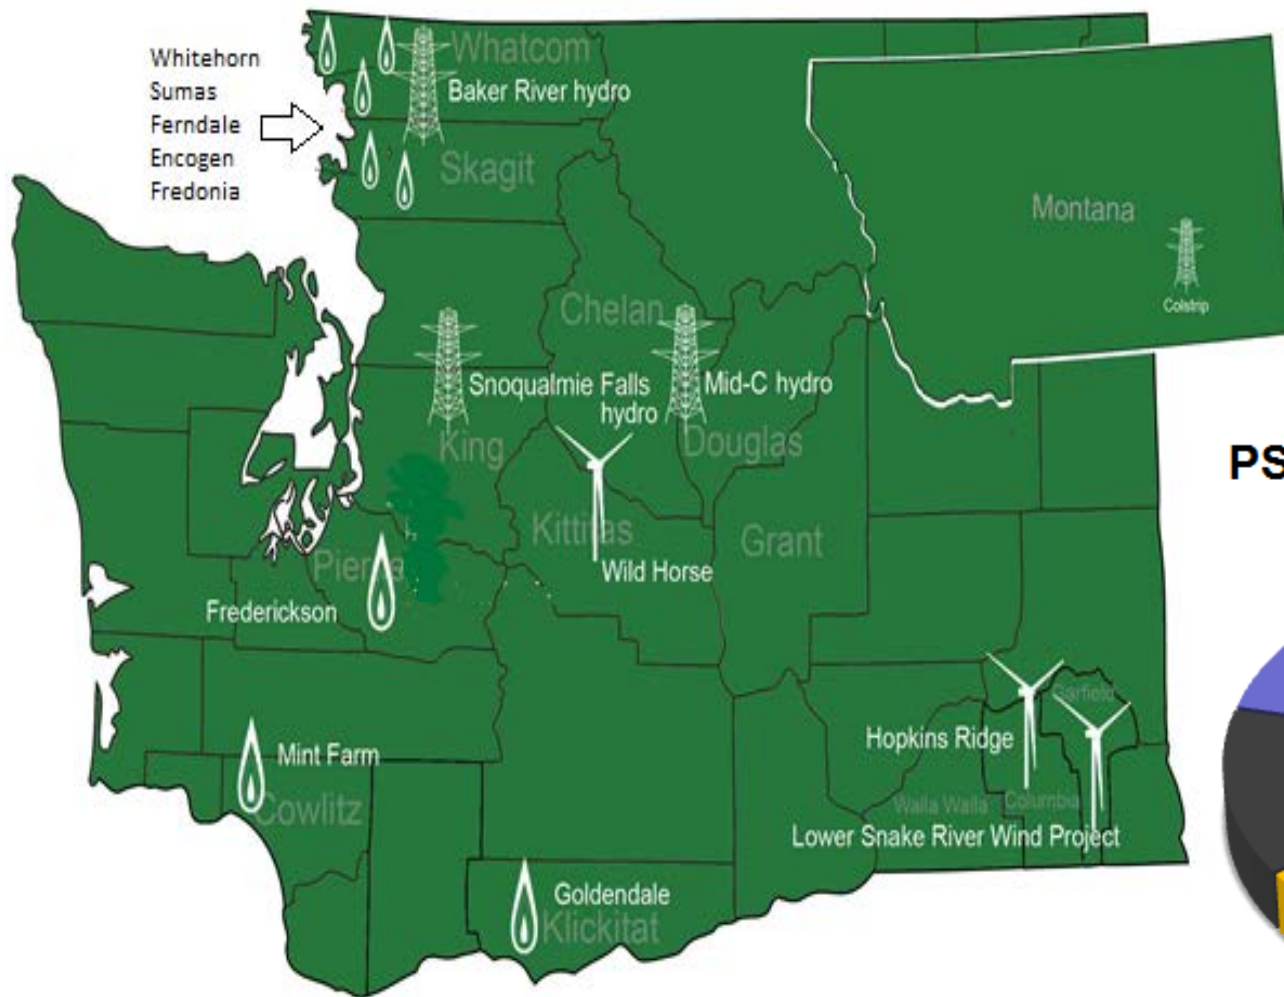 Whitehorn
Sumas
Ferndale
Encogen
Fredonia
Whatcom
Baker River hydro
Skagit
Montana
Colstrip
Chelan
Snoqualmie Falls
hydro
Mid-C hydro
King
Douglas
Kittitas
Grant
Wild Horse
Pierce
Frederickson
PS
Garfield
Hopkins Ridge
Mint Farm
Cowlitz
Walla Walla
Columbia
Lower Snake River Wind Project
Goldendale
Klickitat